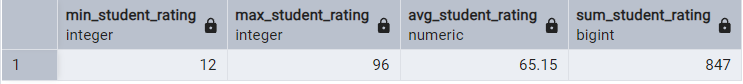 min_student_rating max_student_rating avg_student_rating sum_student_rating
integer integer numeric bigint
1 12 96 65.15 847